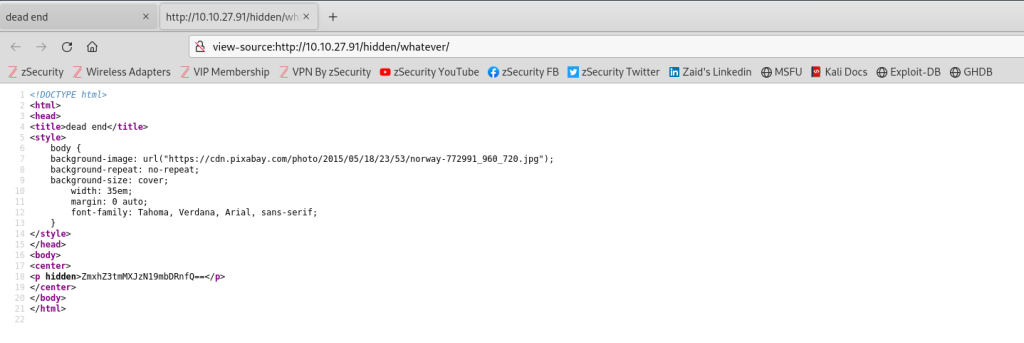 dead end
http://10.10.27.91/hidden/wh
view-source:http://10.10.27.91/hidden/whatever/
zSecurity Wireless Adapters VIP Membership VPN By zSecurity zSecurity YouTube zSecurity FB zSecurity Twitter Zaid's Linkedin MSFU Kali Docs Exploit-DB GHDB
1 <!DOCTYPE html>
2 <html>
3 <head>
4 <title>dead end</title>
5 <style>
6 body {
7 background-image: url("https://cdn.pixabay.com/photo/2015/05/18/23/53/norway-772991_960_720.jpg");
8 background-repeat: no-repeat;
9 background-size: cover;
10 width: 35em;
11 margin: 0 auto;
12 font-family: Tahoma, Verdana, Arial, sans-serif;
13 }
14 </style>
15 </head>
16 <body>
17 <center>
18 <p hidden>ZmxhZ3tmMXJzN19mbDRnfQ==</p>
19 </center>
20 </body>
21 </html>
22